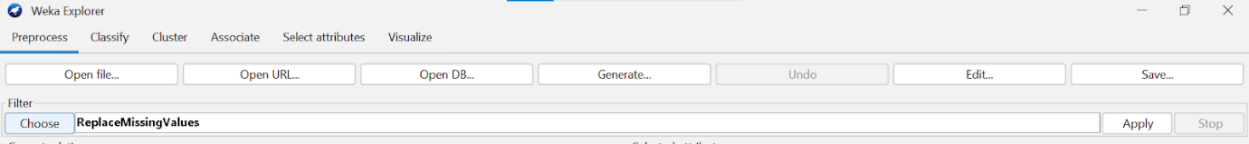 Weka Explorer
Preprocess Classify Cluster Associate Select attributes Visualize
Open file... Open URL... Open DB... Generate... Undo Edit... Save...
Filter
Choose ReplaceMissingValues Apply Stop